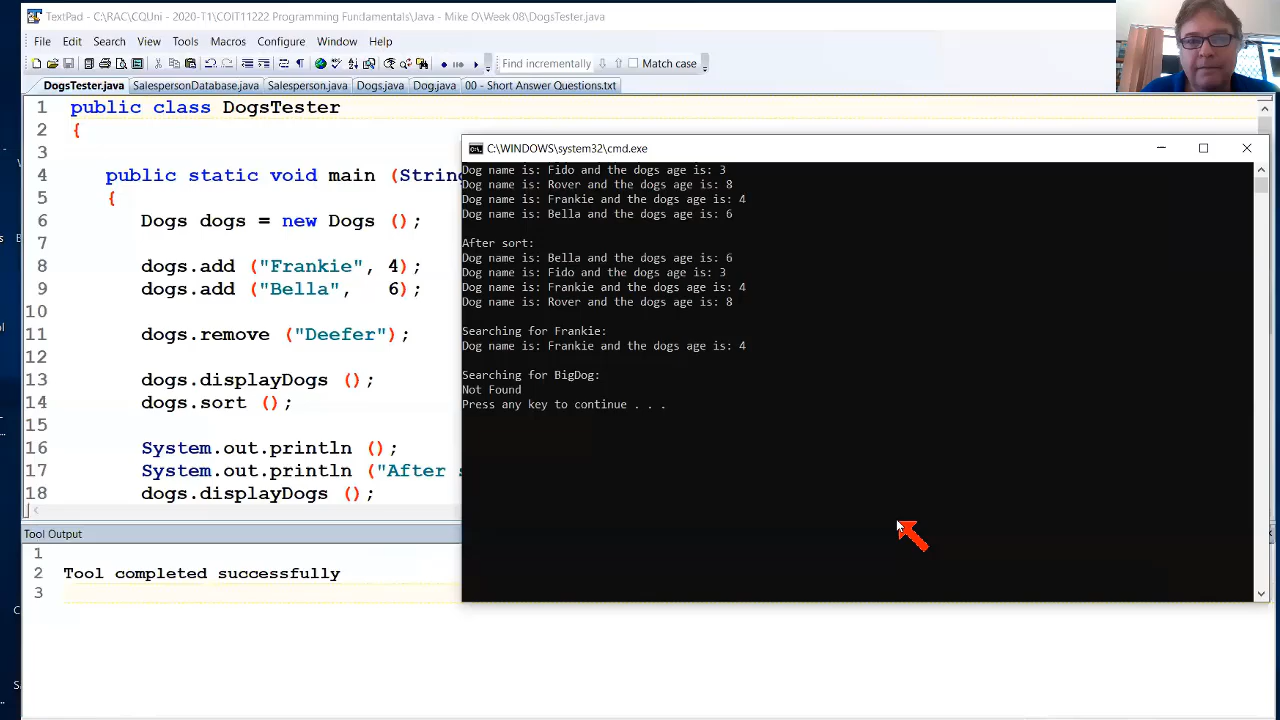 TextPad - C:\RAC\CQUni - 2020-T1\COIT11222 Programming Fundamentals\Java - Mike O\Week 08\DogsTester.java
File Edit Search View Tools Macros Configure Window Help
Find incrementally Match case
DogsTester.java SalespersonDatabase.java Salesperson.java Dogs.java Dog.java 00 - Short Answer Questions.txt
1 public class DogsTester
2 {
3
4 public static void main (String
5 {
6 Dogs dogs = new Dogs ();
7
8 dogs.add ("Frankie", 4);
9 dogs.add ("Bella", 6);
10
11 dogs.remove ("Deefer");
12
13 dogs.displayDogs ();
14 dogs.sort ();
15
16 System.out.println ();
17 System.out.println ("After s
18 dogs.displayDogs ();
C:\WINDOWS\system32\cmd.exe
Dog name is: Fido and the dogs age is: 3
Dog name is: Rover and the dogs age is: 8
Dog name is: Frankie and the dogs age is: 4
Dog name is: Bella and the dogs age is: 6
After sort:
Dog name is: Bella and the dogs age is: 6
Dog name is: Fido and the dogs age is: 3
Dog name is: Frankie and the dogs age is: 4
Dog name is: Rover and the dogs age is: 8
Searching for Frankie:
Dog name is: Frankie and the dogs age is: 4
Searching for BigDog:
Not Found
Press any key to continue . . .
Tool Output
1
2 Tool completed successfully
3